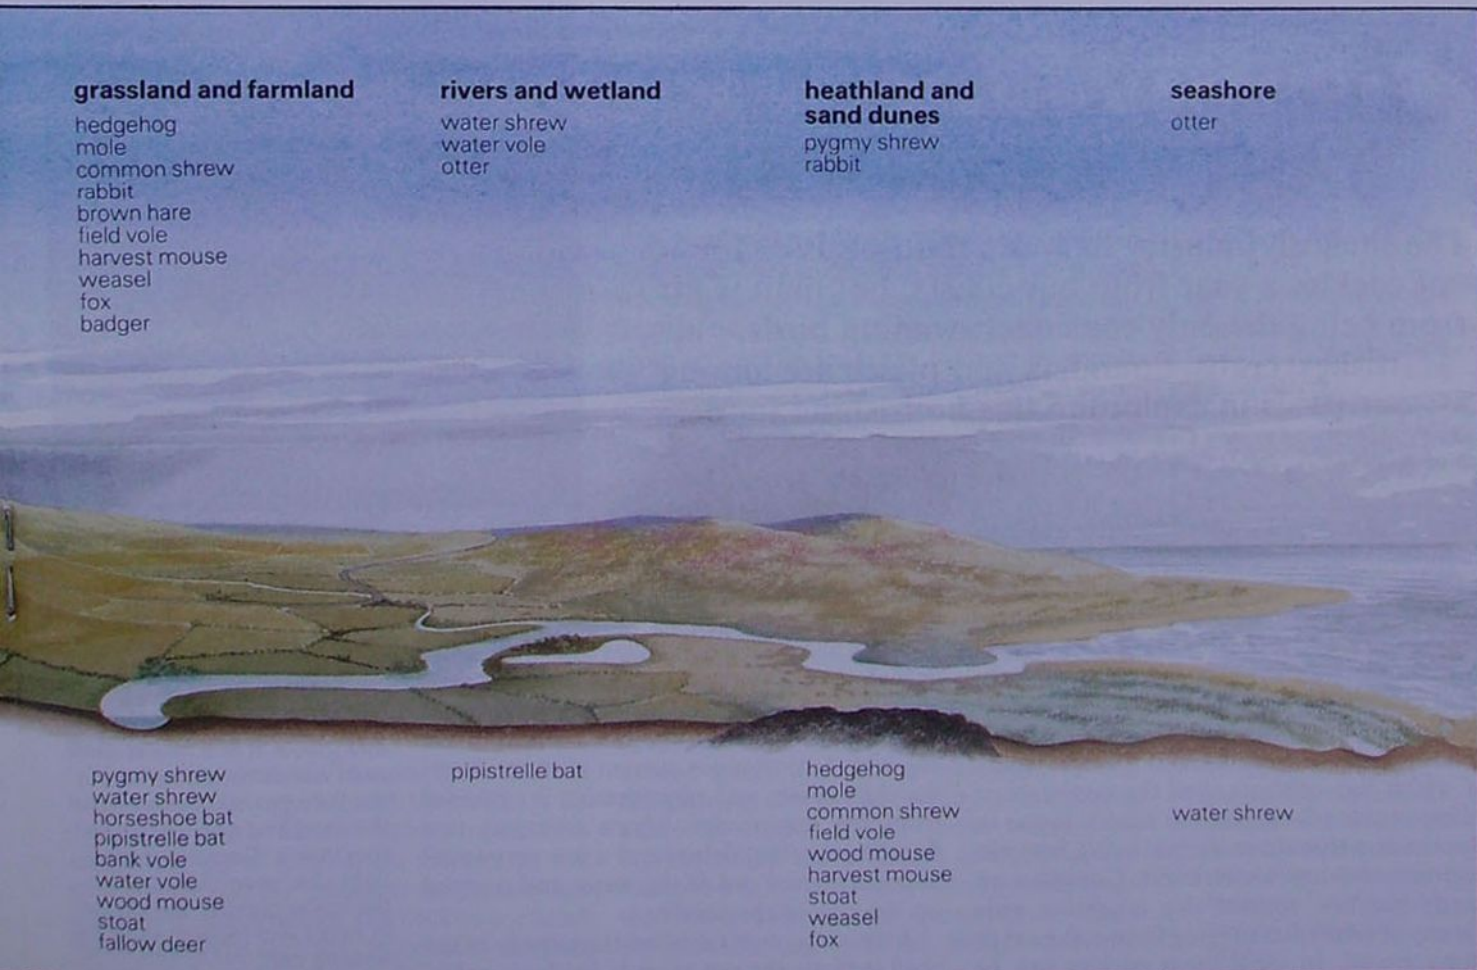 grassland and farmland
hedgehog
mole
common shrew
rabbit
brown hare
field vole
harvest mouse
weasel
fox
badger
rivers and wetland
water shrew
water vole
otter
heathland and
sand dunes
pygmy shrew
rabbit
seashore
otter
pygmy shrew
water shrew
horseshoe bat
pipistrelle bat
bank vole
water vole
wood mouse
stoat
fallow deer
pipistrelle bat
hedgehog
mole
common shrew
field vole
wood mouse
harvest mouse
stoat
weasel
fox
water shrew